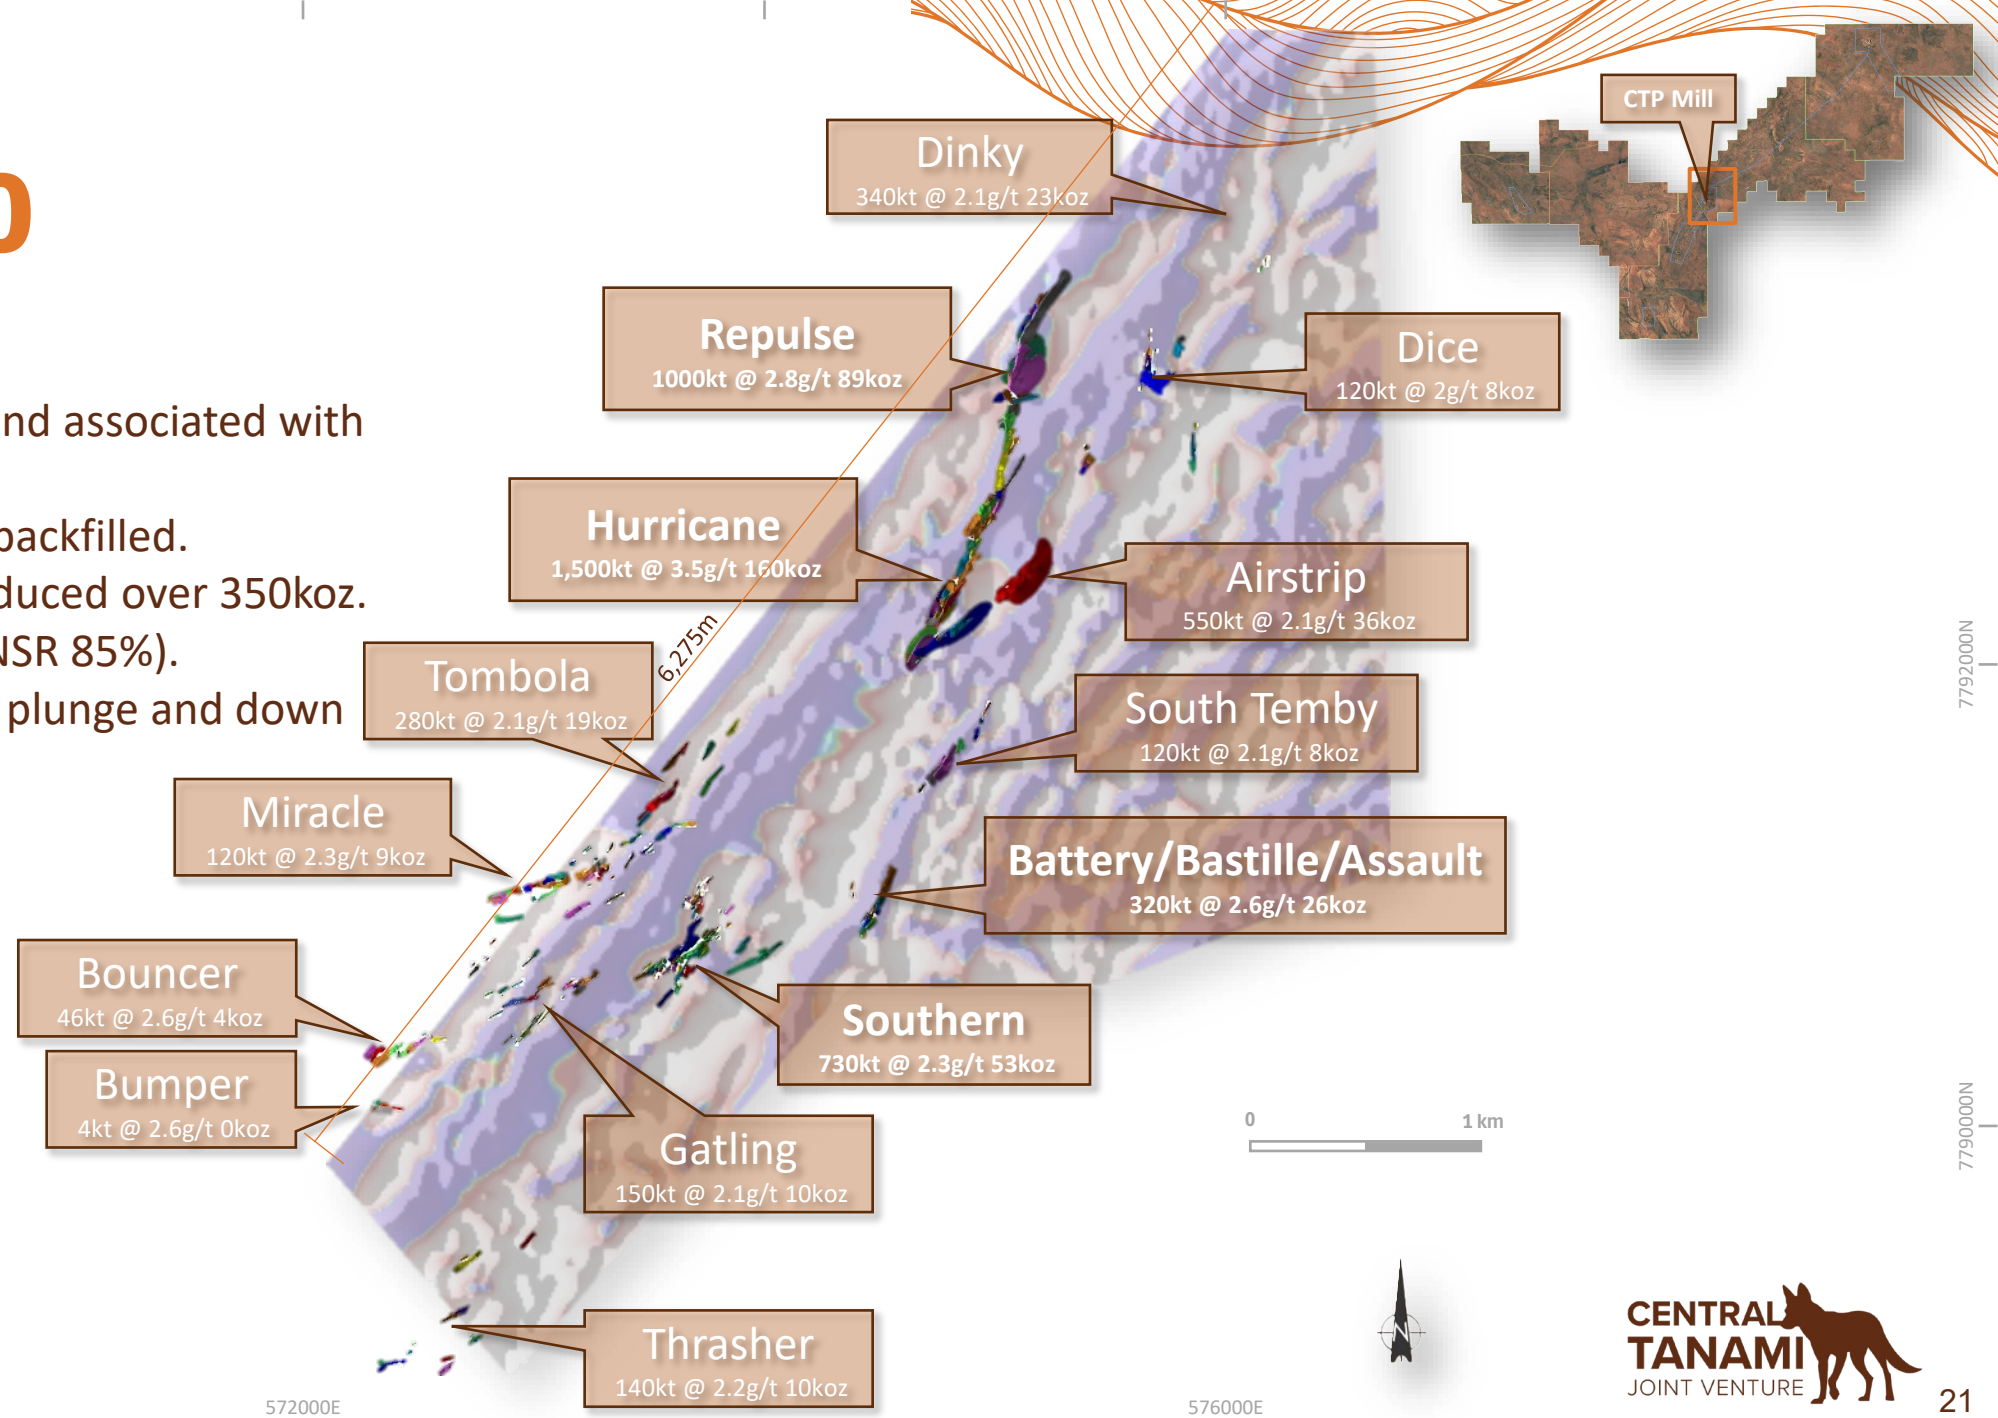 CTP Mill
Dinky
340kt @ 2.1g/t 23koz
Repulse
1000kt @ 2.8g/t 89koz
Dice
120kt @ 2g/t 8koz
nd associated with
Hurricane
1,500kt @ 3.5g/t 160koz
backfilled.
Airstrip
550kt @ 2.1g/t 36koz
duced over 350koz.
NSR 85%).
6,275m
7792000N
Tombola
280kt @ 2.1g/t 19koz
South Temby
120kt @ 2.1g/t 8koz
plunge and down
Miracle
120kt @ 2.3g/t 9koz
Battery/Bastille/Assault
320kt @ 2.6g/t 26koz
Bouncer
46kt @ 2.6g/t 4koz
Southern
730kt @ 2.3g/t 53koz
Bumper
4kt @ 2.6g/t 0koz
Gatling
150kt @ 2.1g/t 10koz
0 1 km
7790000N
Thrasher
140kt @ 2.2g/t 10koz
N
CENTRAL
TANAMI
JOINT VENTURE
572000E
576000E
21